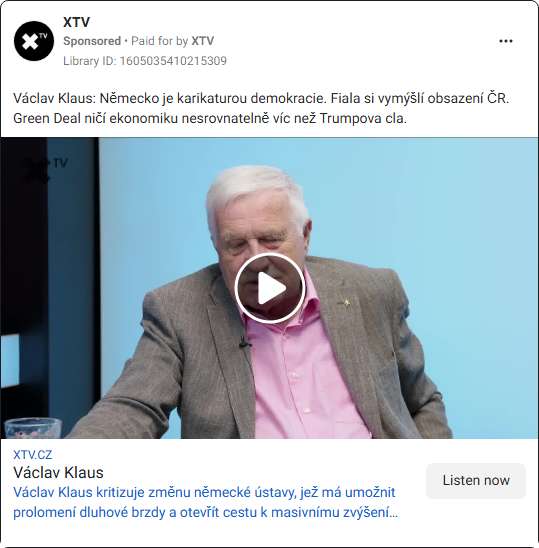 XTV
Sponsored • Paid for by XTV
Library ID: 1605035410215309
Václav Klaus: Německo je karikaturou demokracie. Fiala si vymýšlí obsazení ČR.
Green Deal ničí ekonomiku nesrovnatelně víc než Trumpova cla.
XTV
XTV.CZ
Václav Klaus
Listen now
Václav Klaus kritizuje změnu německé ústavy, jež má umožnit
prolomení dluhové brzdy a otevřít cestu k masivnímu zvýšení…